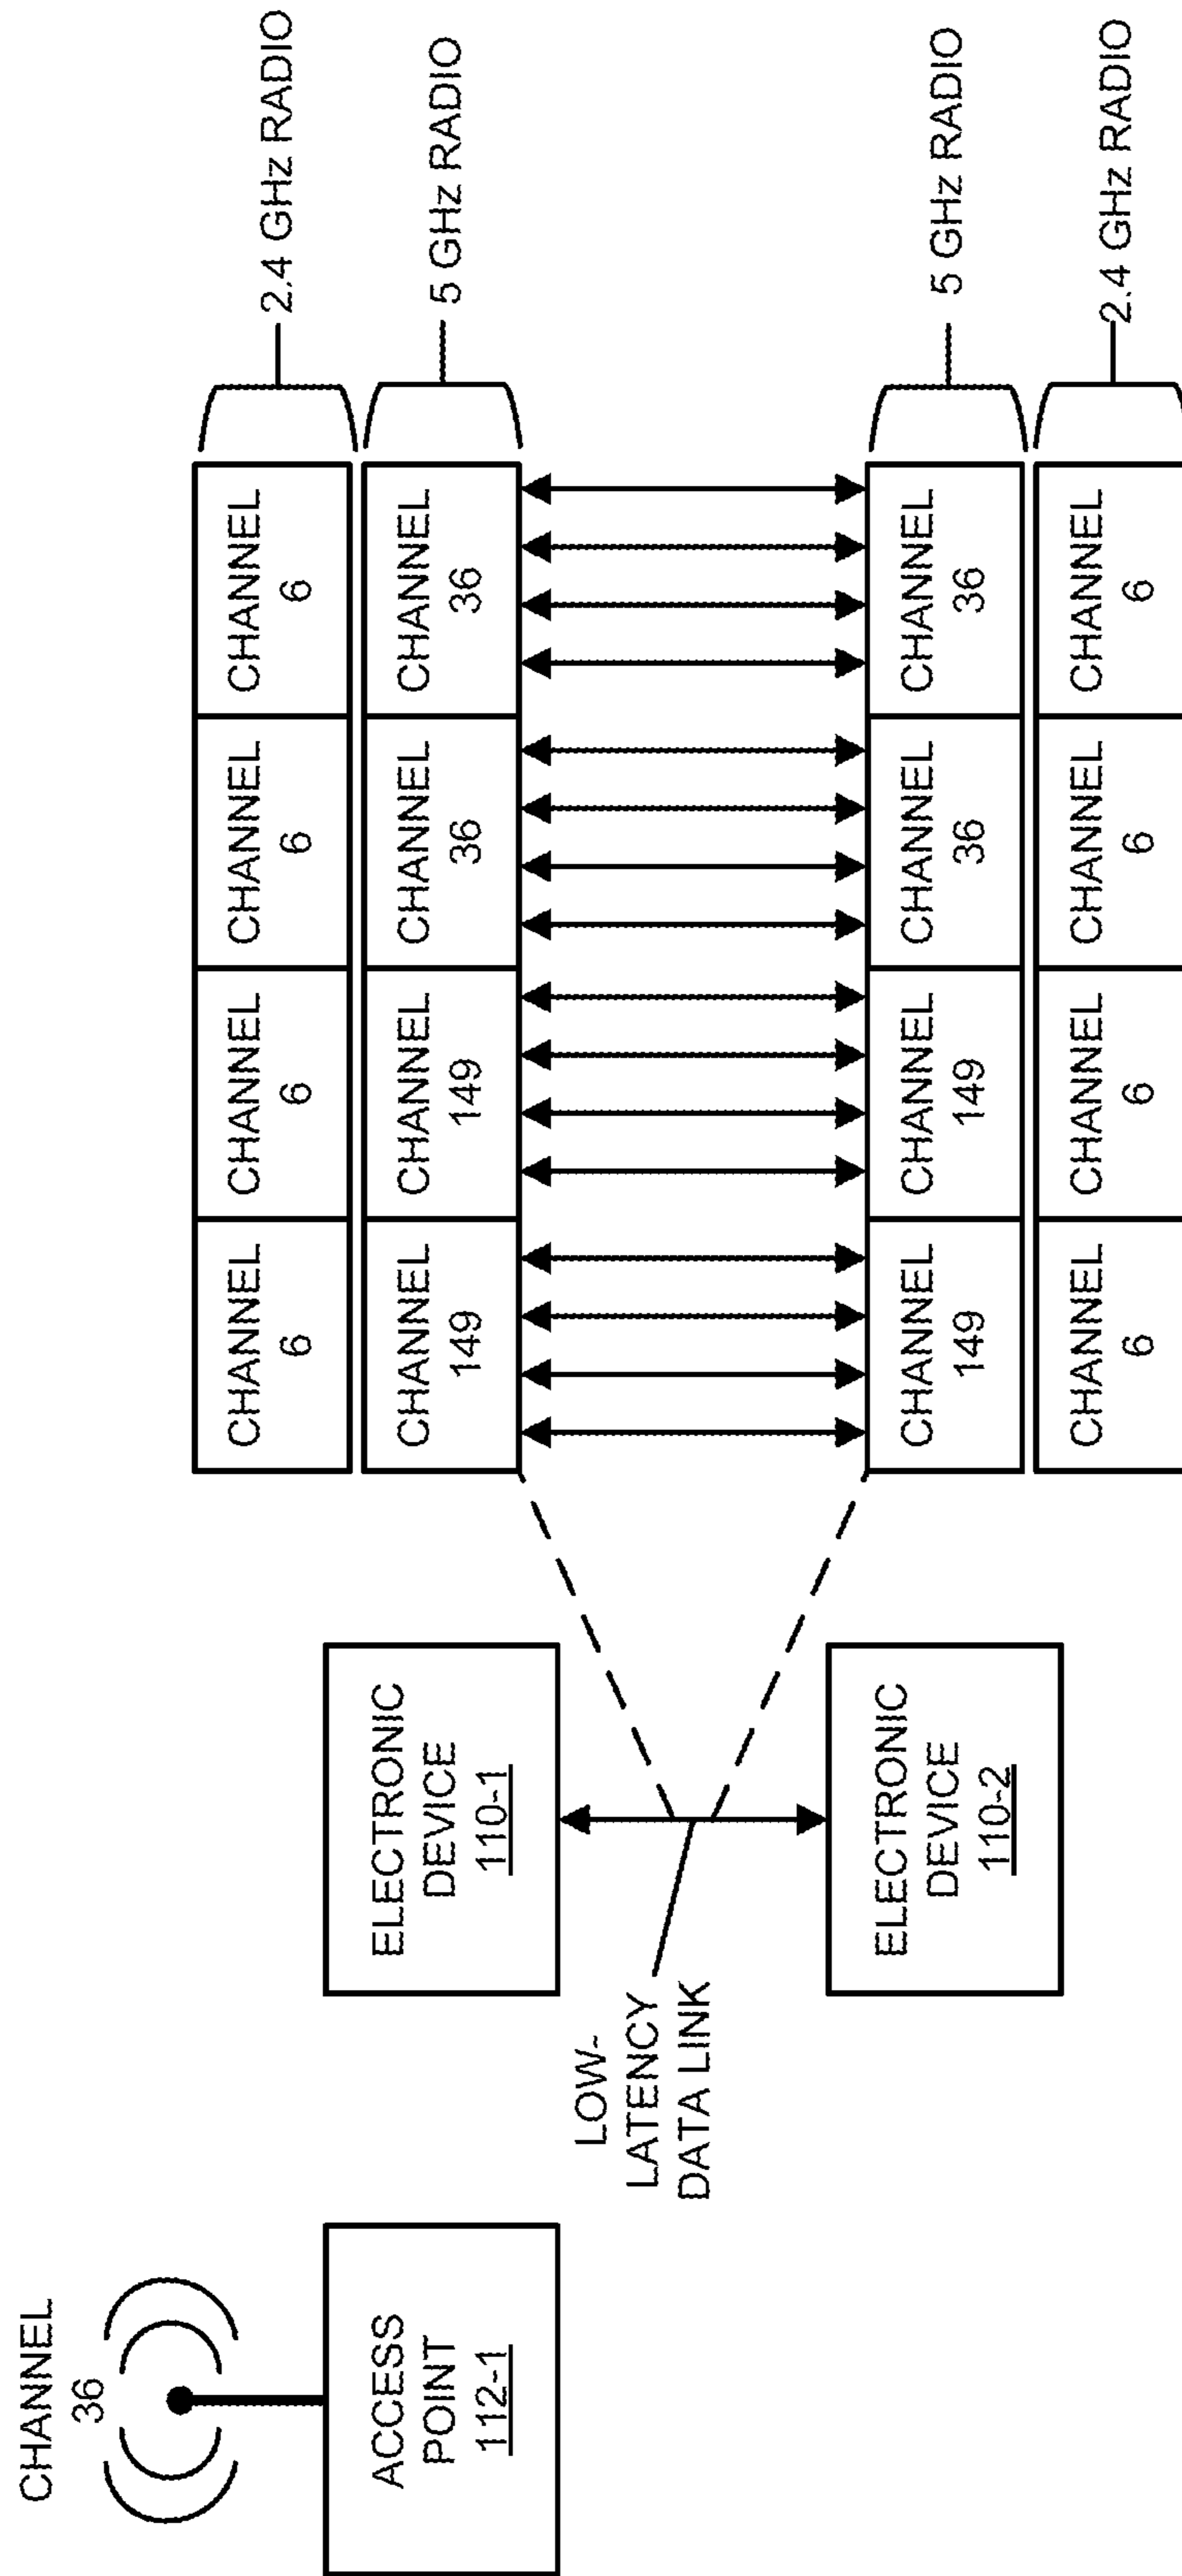 CHANNEL
36
ACCESS
POINT
112-1
LOW-
LATENCY
DATA LINK
ELECTRONIC
DEVICE
110-1
ELECTRONIC
DEVICE
110-2
CHANNEL
6
CHANNEL
6
CHANNEL
6
CHANNEL
6
2.4 GHz RADIO
CHANNEL
149
CHANNEL
149
CHANNEL
36
CHANNEL
36
5 GHz RADIO
CHANNEL
149
CHANNEL
149
CHANNEL
36
CHANNEL
36
5 GHz RADIO
CHANNEL
6
CHANNEL
6
CHANNEL
6
CHANNEL
6
2.4 GHz RADIO